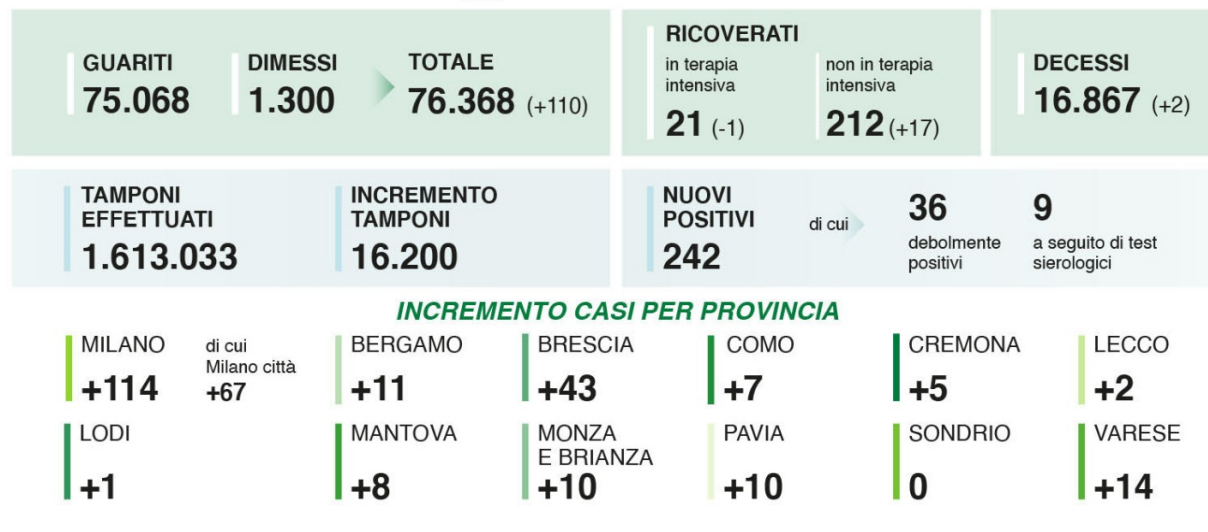 GUARITI
75.068
DIMESSI
1.300
TOTALE
76.368 (+110)
RICOVERATI
in terapia
intensiva
21 (-1)
non in terapia
intensiva
212 (+17)
DECESSI
16.867 (+2)
TAMPONI
EFFETTUATI
1.613.033
INCREMENTO
TAMPONI
16.200
NUOVI
POSITIVI
242
di cui
36
debolmente
positivi
9
a seguito di test
sierologici
INCREMENTO CASI PER PROVINCIA
MILANO
+114
di cui
Milano città
+67
BERGAMO
+11
BRESCIA
+43
COMO
+7
CREMONA
+5
LECCO
+2
LODI
+1
MANTOVA
+8
MONZA
E BRIANZA
+10
PAVIA
+10
SONDRIO
0
VARESE
+14